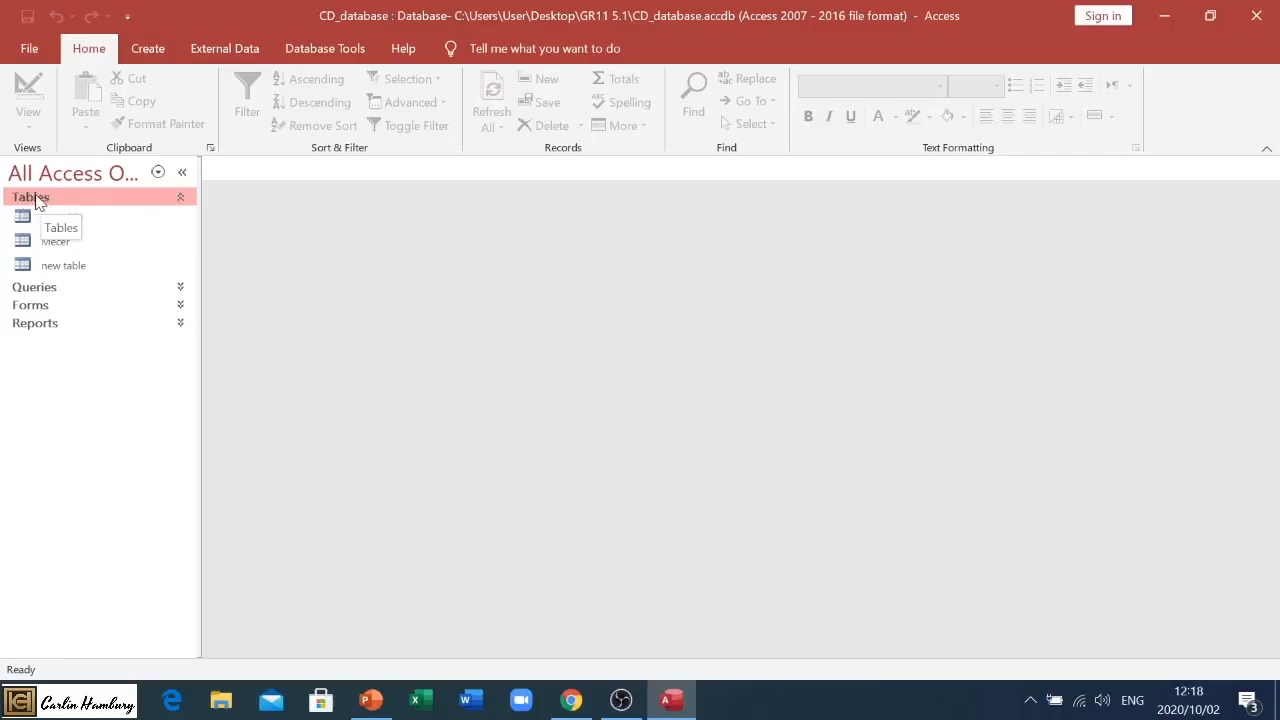 CD_database : Database- C:\Users\User\Desktop\GR11 5.1\CD_database.accdb (Access 2007 - 2016 file format) - Access
Sign in
File Home Create External Data Database Tools Help Tell me what you want to do
View
Paste
Cut
Copy
Format Painter
Filter
Ascending
Descending
Sort
Selection
Advanced
Toggle Filter
Refresh
All
New
Save
Delete
Totals
Spelling
More
Find
Replace
Go To
Select
B I U A
Views Clipboard Sort & Filter Records Find Text Formatting
All Access O...
Tables
Tables
Mecer
new table
Queries
Forms
Reports
Ready
Carlin Hambury
ENG
12:18
2020/10/02
3